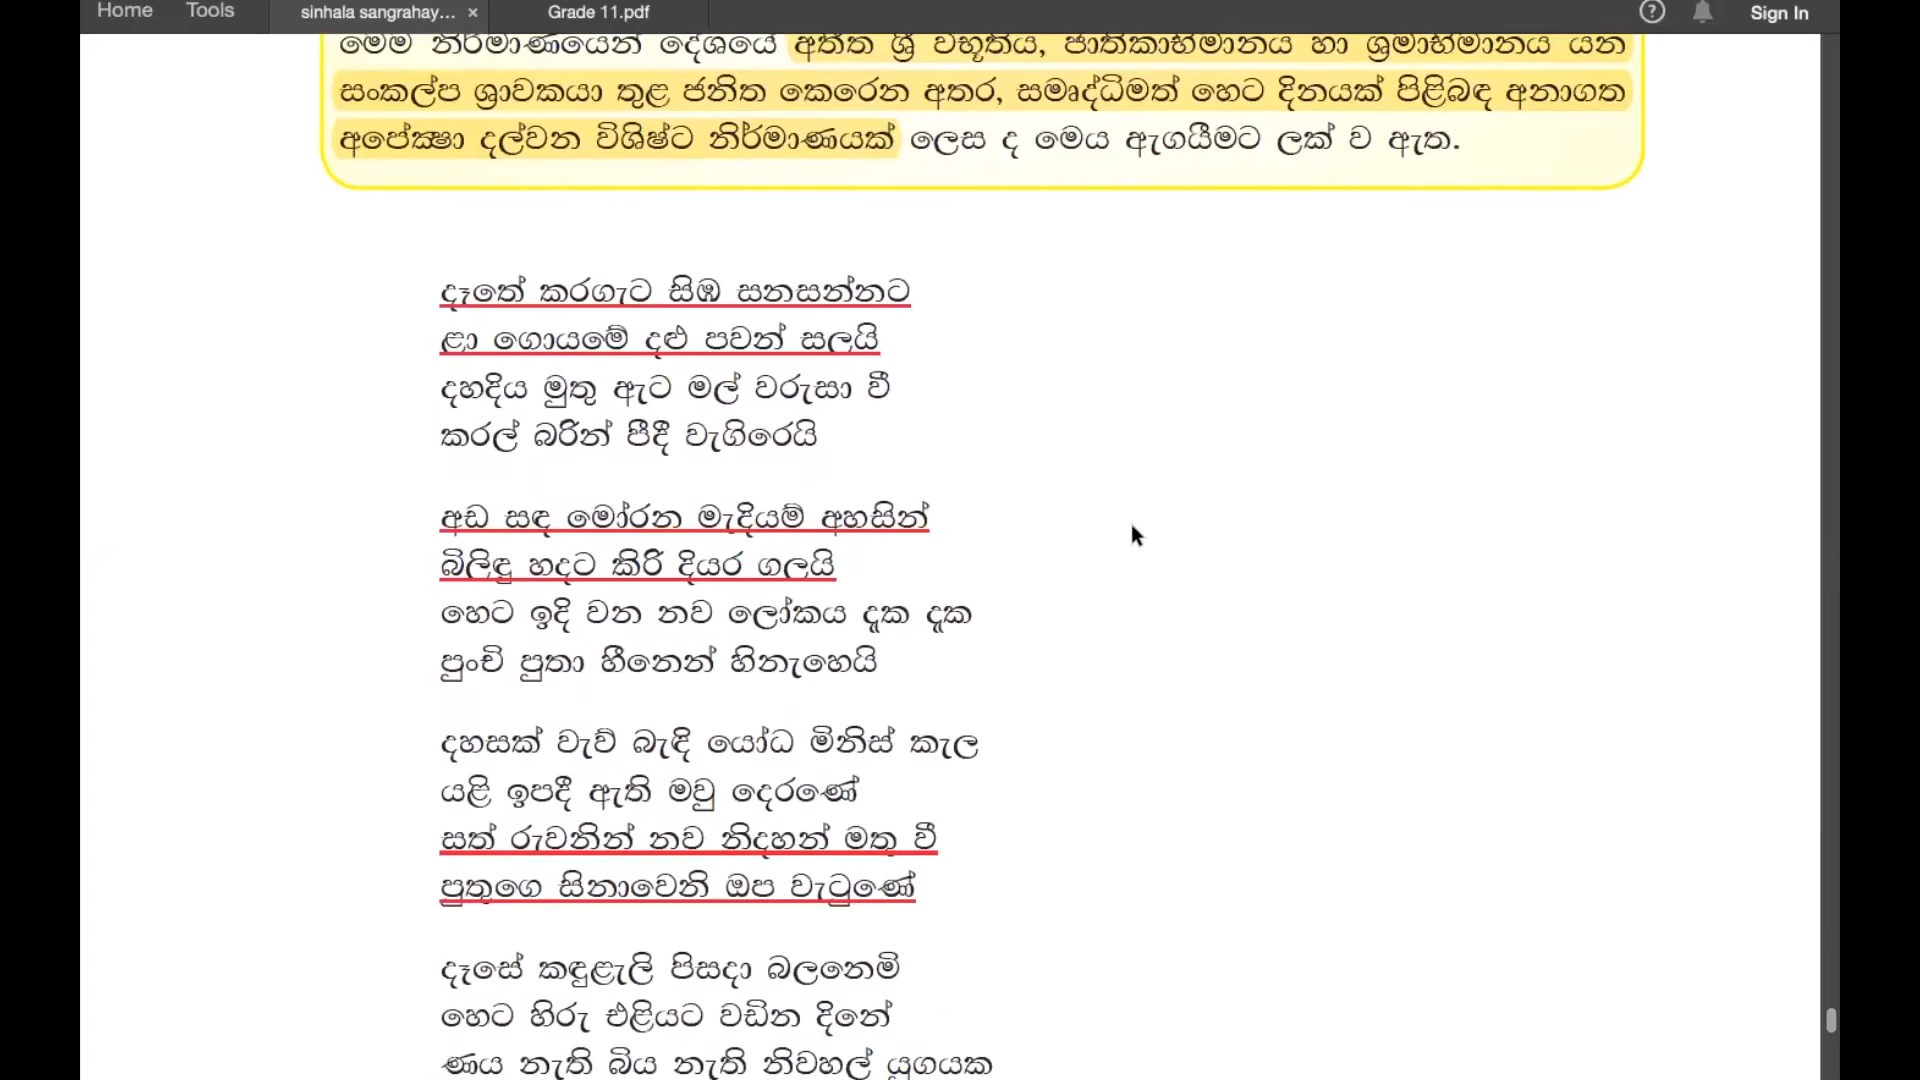 Home Tools sinhala sangrahay... × Grade 11.pdf ? Sign In
මෙම නිර්මාණයෙන් දේශයේ අතීත ශ්‍රී විභූතිය, ජාතිකාභිමානය හා ශ්‍රමාභිමානය යන
සංකල්ප ශ්‍රාවකයා තුළ ජනිත කෙරෙන අතර, සමෘද්ධිමත් හෙට දිනයක් පිළිබඳ අනාගත
අපේක්‍ෂා දල්වන විශිෂ්ට නිර්මාණයක් ලෙස ද මෙය ඇගයීමට ලක් ව ඇත.
දෑතේ කරගැට සිඹ සනසන්නට
ළා ගොයමේ දළු පවන් සලයි
දහදිය මුතු ඇට මල් වරුසා වී
කරල් බරින් පීදී වැගිරෙයි
අඩ සඳ මෝරන මැදියම් අහසින්
බිලිඳු හදට කිරි දියර ගලයි
හෙට ඉදි වන නව ලෝකය දැක දැක
පුංචි පුතා හීනෙන් හිනැහෙයි
දහසක් වැව් බැඳි යෝධ මිනිස් කැල
යළි ඉපදී ඇති මවු දෙරණේ
සත් රුවනින් නව නිදහන් මතු වී
පුතුගෙ සිනාවෙනි ඔප වැටුණේ
දෑසේ කඳුළැලි පිසදා බලනෙමි
හෙට හිරු එළියට වඩින දිනේ
ණය නැති බිය නැති නිවහල් යුගයක